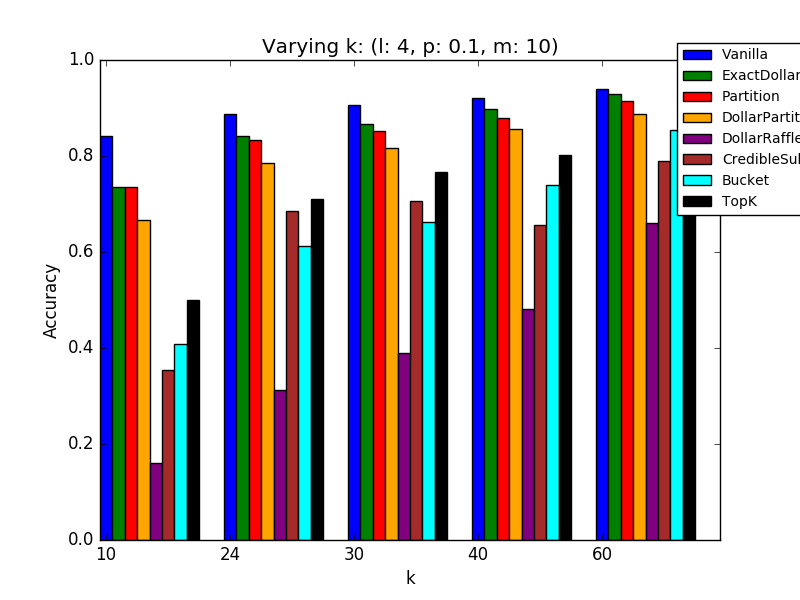 Varying k: (l: 4, p: 0.1, m: 10)
Vanilla
ExactDollar
Partition
DollarPartit
DollarRaffle
CredibleSu
Bucket
TopK
1.0
0.8
0.6
0.4
0.2
0.0
Accuracy
10 24 30 40 60
k